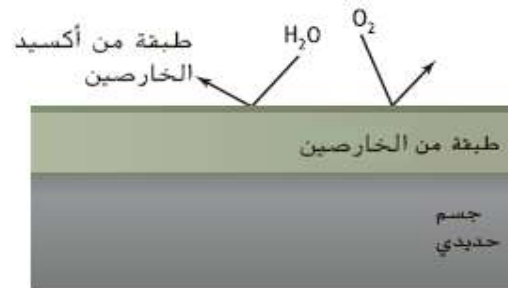 طبقة من أكسيد
الخارصين
H₂O
O₂
طبقة من الخارصين
جسم
حديدي